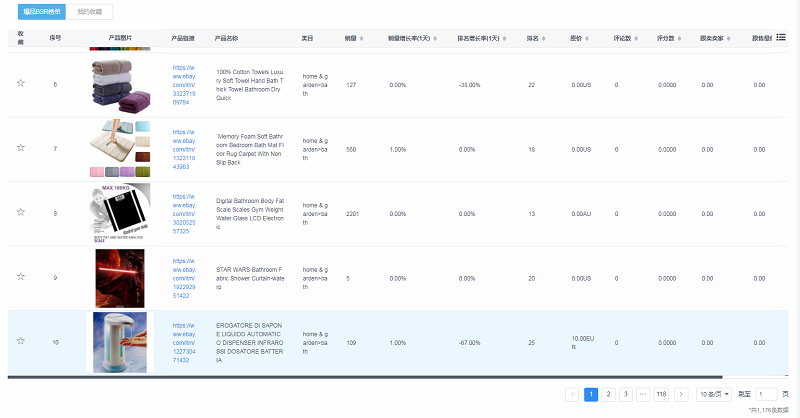 爆品BSR榜单 我的收藏
收藏 序号 产品图片 产品链接 产品名称 类目 销量 销量增长率(1天) 排名增长率(1天) 排名 原价 评论数 评分数 跟卖卖家
6 https://www.ebay.com/itm/332371909794 100% Cotton Towels Luxury Soft Towel Hand Bath Thick Towel Bathroom Dry Quick home & garden>bath 127 0.00% -38.00% 22 0.00US 0 0.0000 0.00 0.00
7 https://www.ebay.com/itm/132311843963 'Memory Foam Soft Bathroom Bedroom Bath Mat Floor Rug Carpet With Non Slip Back home & garden>bath 560 1.00% 0.00% 18 0.00US 0 0.0000 0.00 0.00
MAX 180KG
BODY FAT AND WATER ANALYZE SCALE
8 https://www.ebay.com/itm/302052557325 Digital Bathroom Body Fat Scale Scales Gym Weight Water Glass LCD Electronic home & garden>bath 2201 0.00% 0.00% 13 0.00AU 0 0.0000 0.00 0.00
9 https://www.ebay.com/itm/192292951422 STAR WARS-Bathroom Fabric Shower Curtain-waterp home & garden>bath 5 0.00% 0.00% 20 0.00US 0 0.0000 0.00 0.00
10 https://www.ebay.com/itm/122730471432 EROGATORE DI SAPONE LIQUIDO AUTOMATICO DISPENSER INFRAROSSI DOSATORE BATTERIA home & garden>bath 109 1.00% -67.00% 25 10.00EUR 0 0.0000 0.00 0.00
1 2 3 ··· 118 10 条/页 跳至 1 页
*共1,176条数据